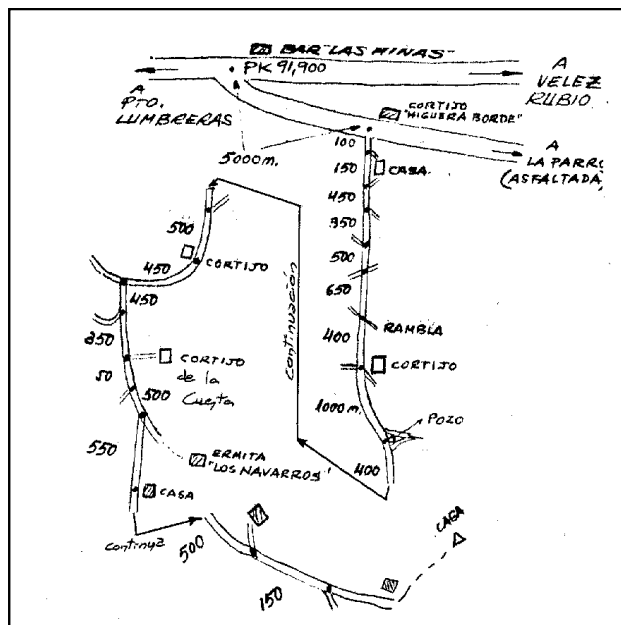 BAR "LAS MINAS"
PK 91,900
A
VELEZ
RUBIO
A
PTO.
LUMBRERAS
CORTIJO
"HIGUERA BORDE"
5000m.
A
LA PARR
(ASFALTADA)
100
150
CASA.
450
350
500
650
RAMBLA
400
CORTIJO
1000 m.
POZO
400
Continuación
500
CORTIJO
450
450
50
CORTIJO
de la
Cuesta
500
550
ERMITA
"LOS NAVARROS"
CASA
continua
500
150
CASA